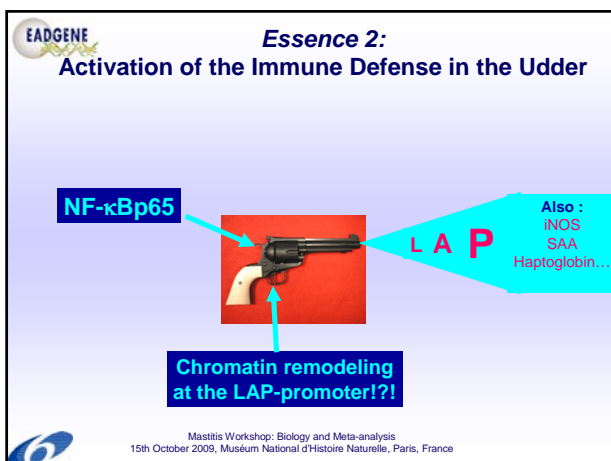 EADGENE
Essence 2:
Activation of the Immune Defense in the Udder
NF-κBp65
L A P
Also :
iNOS
SAA
Haptoglobin…
Chromatin remodeling
at the LAP-promoter!?!
Mastitis Workshop: Biology and Meta-analysis
15th October 2009, Muséum National d'Histoire Naturelle, Paris, France
6